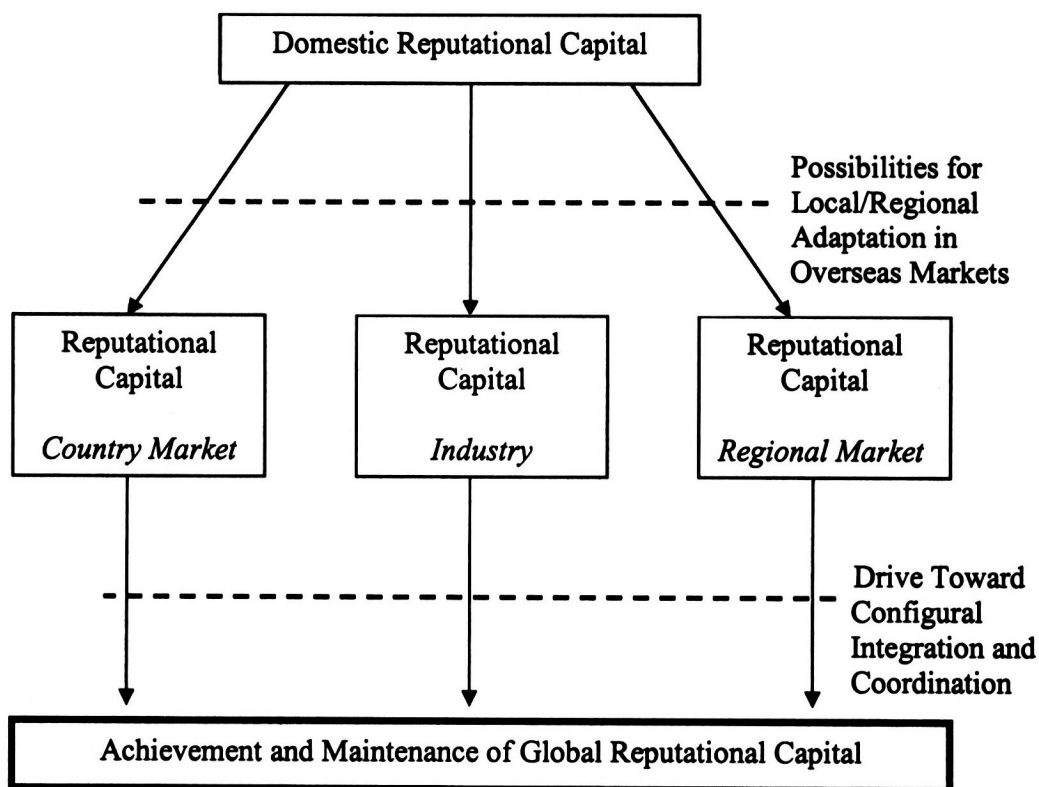 Domestic Reputational Capital
Possibilities for
Local/Regional
Adaptation in
Overseas Markets
Reputational
Capital
Country Market
Reputational
Capital
Industry
Reputational
Capital
Regional Market
Drive Toward
Configural
Integration and
Coordination
Achievement and Maintenance of Global Reputational Capital